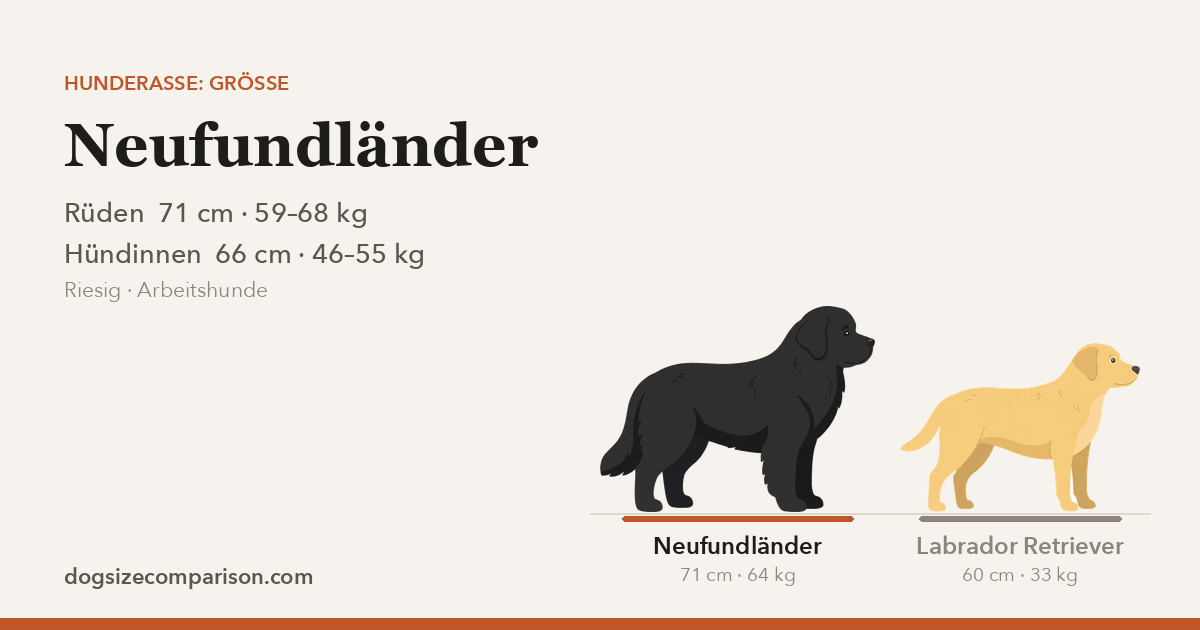 HUNDERASSE: GRÖSSE
Neufundländer
Rüden 71 cm · 59–68 kg
Hündinnen 66 cm · 46–55 kg
Riesig · Arbeitshunde
Neufundländer
71 cm · 64 kg
Labrador Retriever
60 cm · 33 kg
dogsizecomparison.com